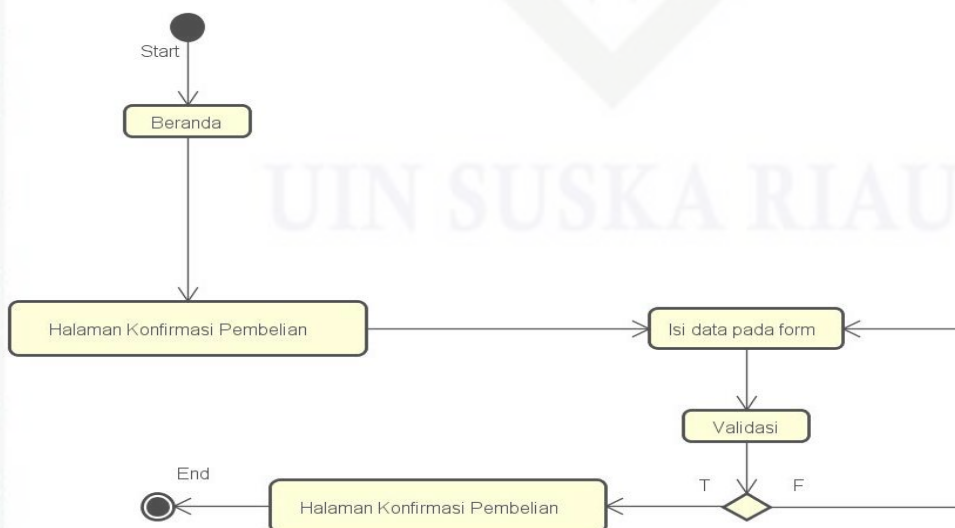 Start
Beranda
UIN SUSKA RIAU
Halaman Konfirmasi Pembelian
Isi data pada form
Validasi
T
F
End
Halaman Konfirmasi Pembelian